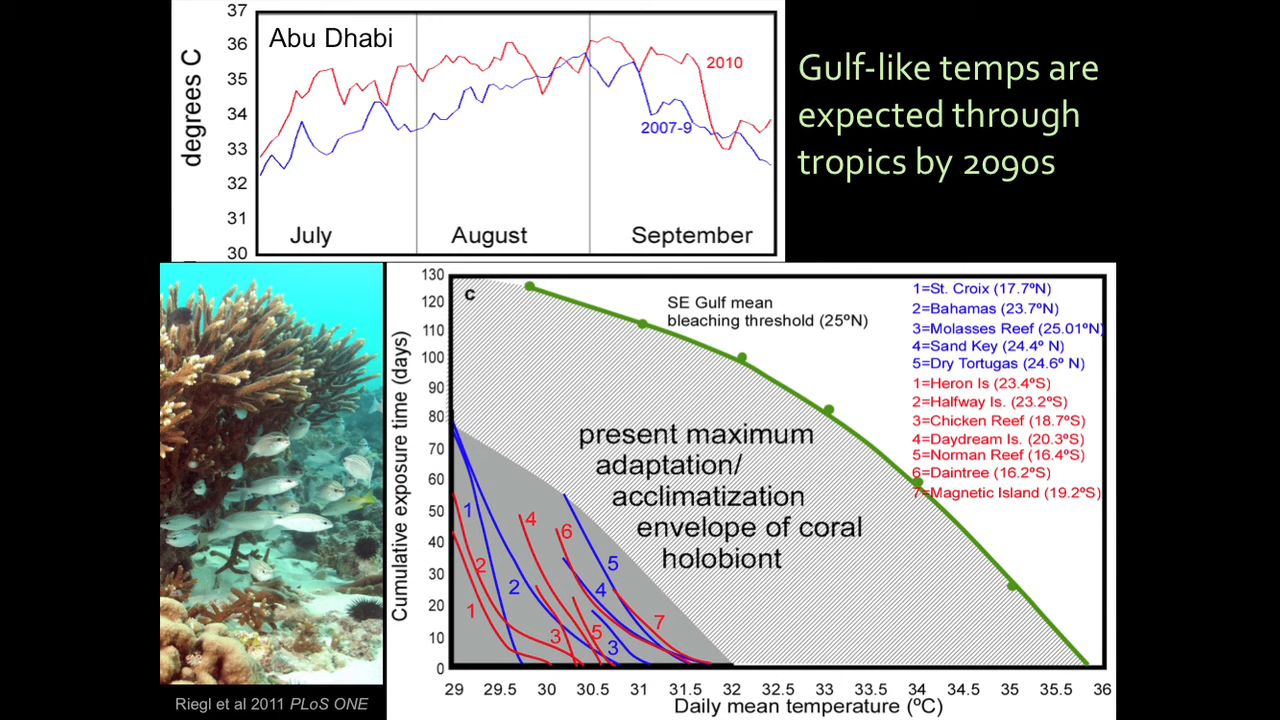 37
36
35
34
33
32
31
30
degrees C
Abu Dhabi
2010
2007-9
July
August
September
Gulf-like temps are
expected through
tropics by 2090s
Riegl et al 2011 PLoS ONE
130
120
110
100
90
80
70
60
50
40
30
20
10
0
Cumulative exposure time (days)
c
SE Gulf mean
bleaching threshold (25ºN)
1=St. Croix (17.7ºN)
2=Bahamas (23.7ºN)
3=Molasses Reef (25.01ºN)
4=Sand Key (24.4º N)
5=Dry Tortugas (24.6º N)
1=Heron Is (23.4ºS)
2=Halfway Is. (23.2ºS)
3=Chicken Reef (18.7ºS)
4=Daydream Is. (20.3ºS)
5=Norman Reef (16.4ºS)
6=Daintree (16.2ºS)
7=Magnetic Island (19.2ºS)
present maximum
adaptation/
acclimatization
envelope of coral
holobiont
1
4
6
2
5
2
4
1
3
5
3
7
29 29.5 30 30.5 31 31.5 32 32.5 33 33.5 34 34.5 35 35.5 36
Daily mean temperature (ºC)